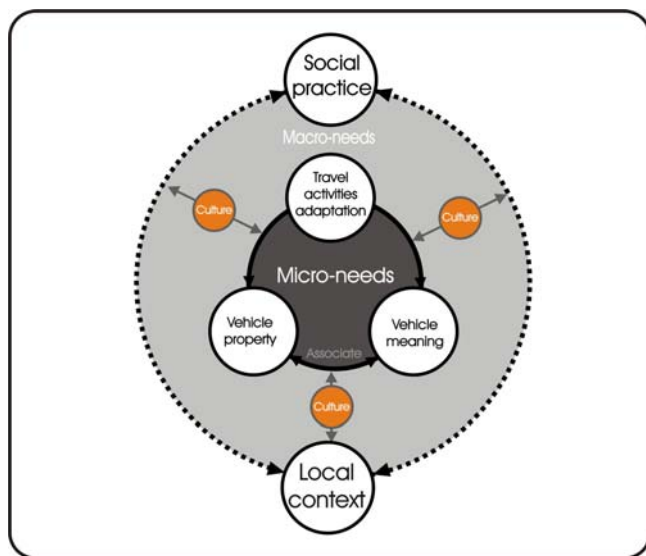 Social
practice
Macro-needs
Travel
activities
adaptation
Culture
Culture
Micro-needs
Vehicle
property
Vehicle
meaning
Associate
Culture
Local
context